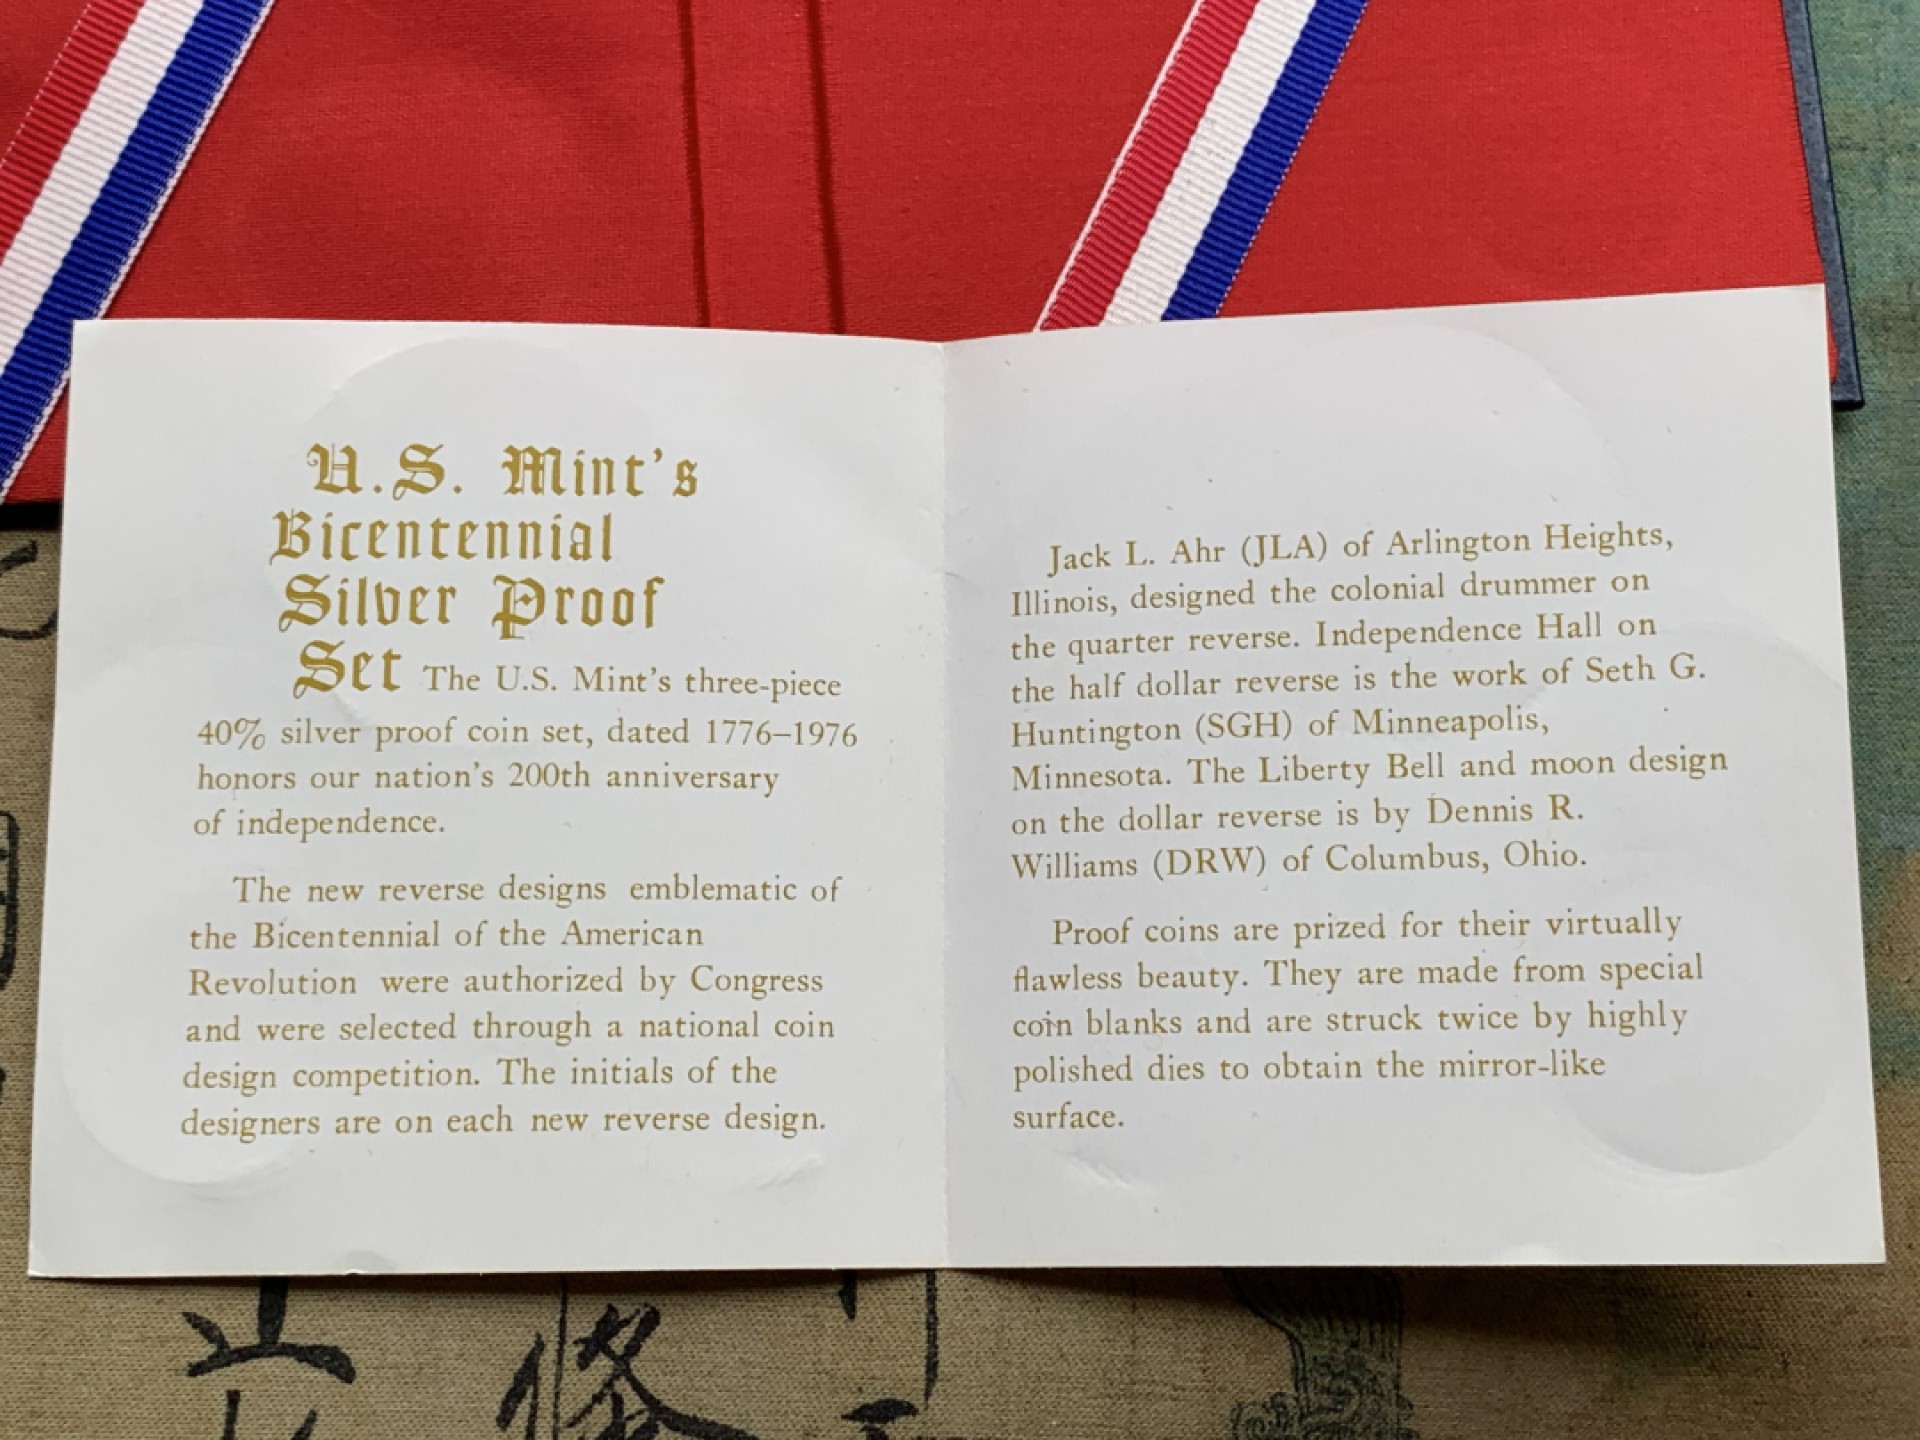 U.S. Mint's
Bicentennial
Silver Proof
Set The U.S. Mint's three-piece
40% silver proof coin set, dated 1776–1976
honors our nation's 200th anniversary
of independence.
The new reverse designs emblematic of
the Bicentennial of the American
Revolution were authorized by Congress
and were selected through a national coin
design competition. The initials of the
designers are on each new reverse design.
Jack L. Ahr (JLA) of Arlington Heights,
Illinois, designed the colonial drummer on
the quarter reverse. Independence Hall on
the half dollar reverse is the work of Seth G.
Huntington (SGH) of Minneapolis,
Minnesota. The Liberty Bell and moon design
on the dollar reverse is by Dennis R.
Williams (DRW) of Columbus, Ohio.
Proof coins are prized for their virtually
flawless beauty. They are made from special
coin blanks and are struck twice by highly
polished dies to obtain the mirror-like
surface.